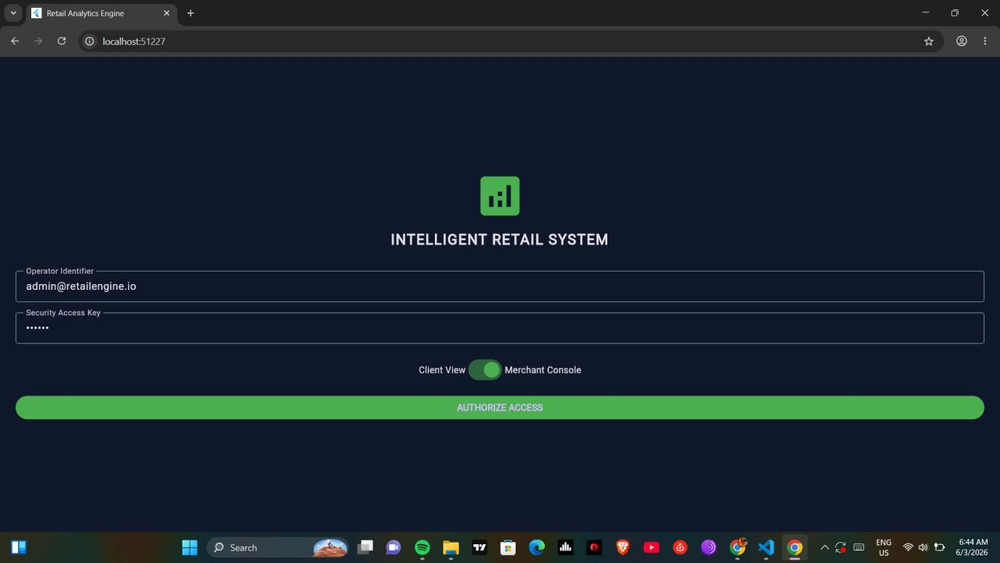 Retail Analytics Engine
localhost:51227
INTELLIGENT RETAIL SYSTEM
Operator Identifier
admin@retailengine.io
Security Access Key
••••••
Client View Merchant Console
AUTHORIZE ACCESS
Search
ENG
US
6:44 AM
6/3/2026